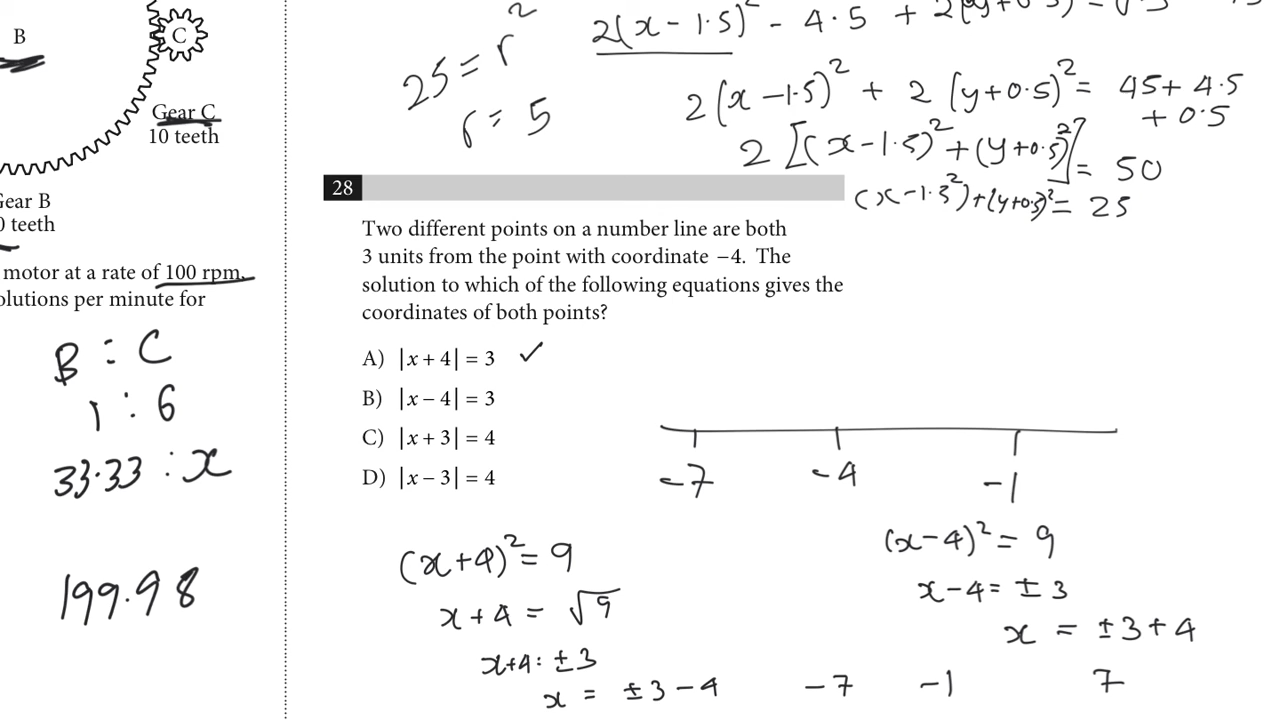 B
C
Gear C
10 teeth
Gear B
0 teeth
motor at a rate of 100 rpm.
olutions per minute for
B : C
1 : 6
33.33 : x
199.98
25 = r²
r = 5
2(x - 1.5)² - 4.5 + 2(y+0.5)
2(x - 1.5)² + 2(y+0.5)² = 45 + 4.5
+ 0.5
2[(x - 1.5)² + (y+0.5)²] = 50
(x - 1.5²) + (y+0.5)² = 25
28
Two different points on a number line are both
3 units from the point with coordinate −4. The
solution to which of the following equations gives the
coordinates of both points?
A) |x + 4| = 3 ✓
B) |x − 4| = 3
C) |x + 3| = 4
D) |x − 3| = 4
-7 -4 -1
(x+4)² = 9
x + 4 = √9
x+4 : ±3
x = ±3 - 4 -7 -1
(x-4)² = 9
x - 4 = ±3
x = ±3 + 4
7